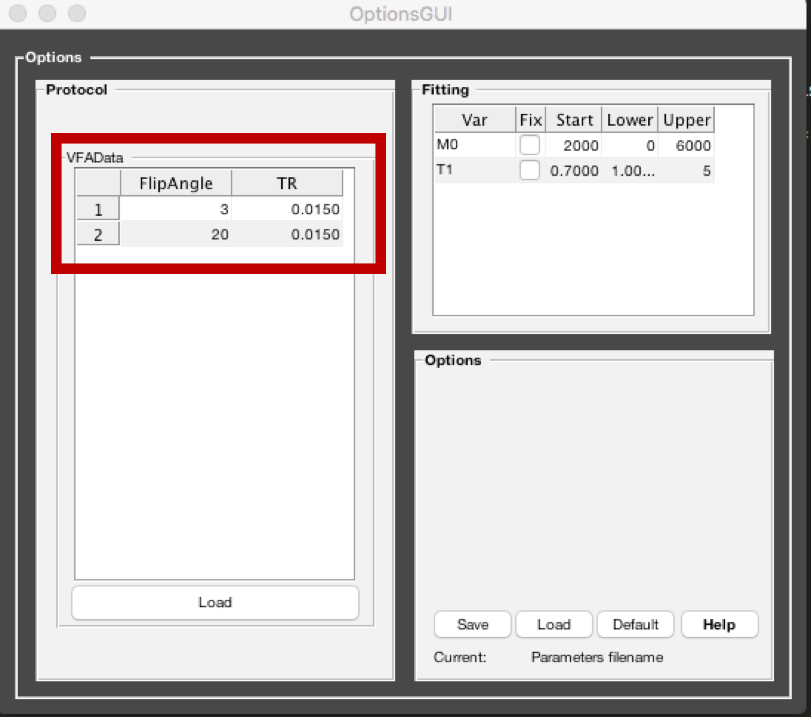 OptionsGUI
Options
Protocol
VFAData
FlipAngle TR
1 3 0.0150
2 20 0.0150
Load
Fitting
Var Fix Start Lower Upper
M0 2000 0 6000
T1 0.7000 1.00... 5
Options
Save Load Default Help
Current: Parameters filename